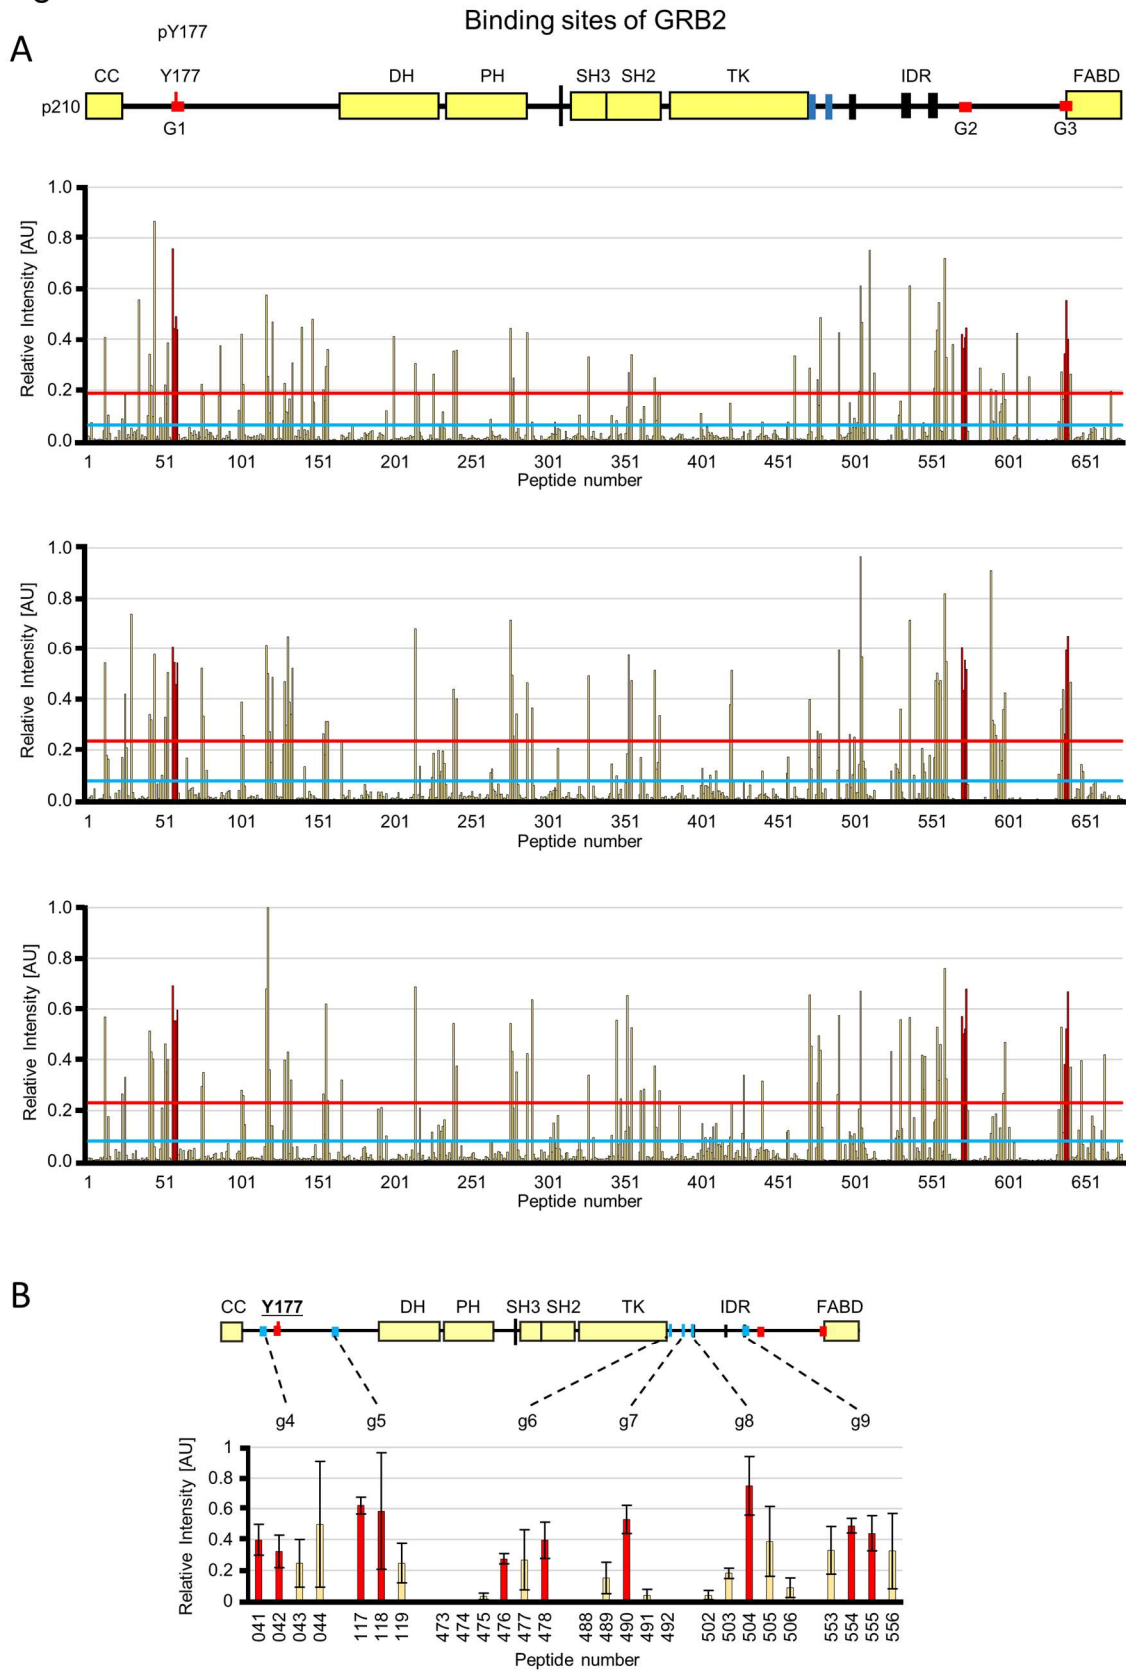 Binding sites of GRB2
pY177
A
CC Y177 DH PH SH3 SH2 TK IDR FABD
p210
G1 G2 G3
Relative Intensity [AU]
1.0
0.8
0.6
0.4
0.2
0.0
1 51 101 151 201 251 301 351 401 451 501 551 601 651
Peptide number
Relative Intensity [AU]
1.0
0.8
0.6
0.4
0.2
0.0
1 51 101 151 201 251 301 351 401 451 501 551 601 651
Peptide number
Relative Intensity [AU]
1.0
0.8
0.6
0.4
0.2
0.0
1 51 101 151 201 251 301 351 401 451 501 551 601 651
Peptide number
B
CC Y177 DH PH SH3 SH2 TK IDR FABD
g4 g5 g6 g7 g8 g9
Relative Intensity [AU]
1
0.8
0.6
0.4
0.2
0
041 042 043 044 117 118 119 473 474 475 476 477 478 488 489 490 491 492 502 503 504 505 506 553 554 555 556
Peptide number